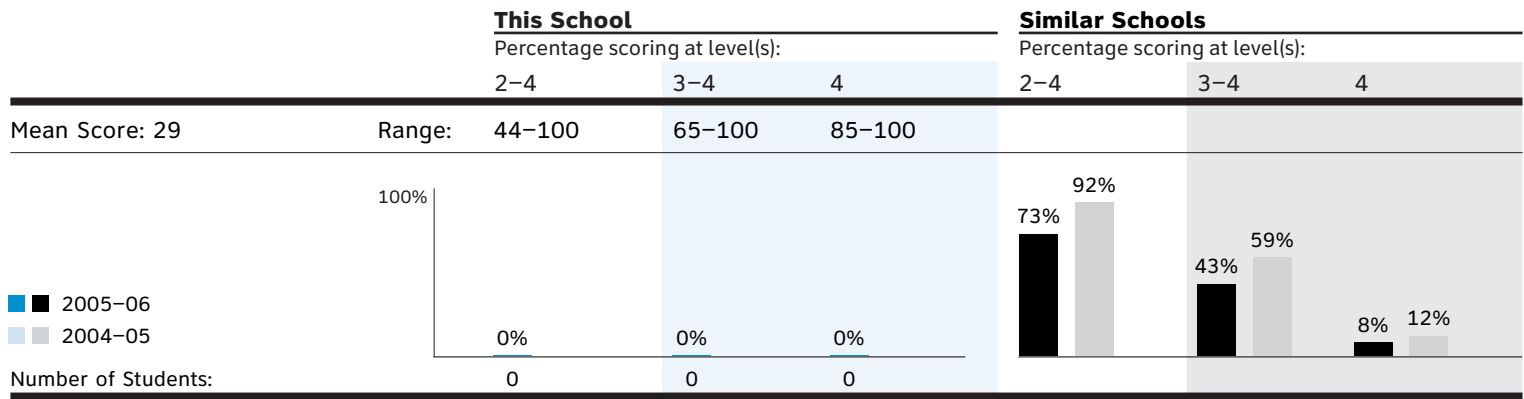 This School Similar Schools
Percentage scoring at level(s): Percentage scoring at level(s):
2–4 3–4 4 2–4 3–4 4
Mean Score: 29 Range: 44–100 65–100 85–100
100%
73% 92% 43% 59% 8% 12%
0% 0% 0%
2005–06
2004–05
Number of Students: 0 0 0